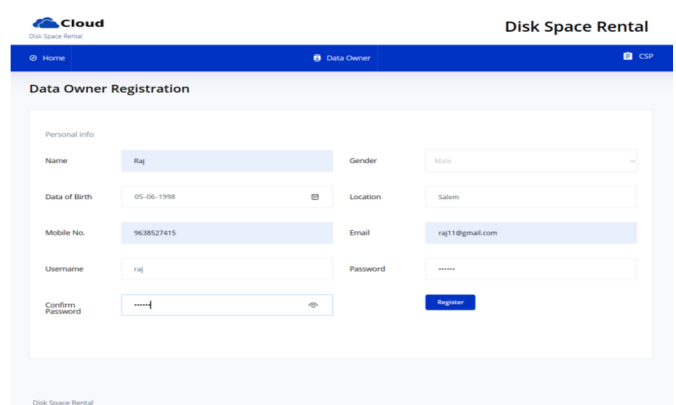 Cloud
Disk Space Rental
Disk Space Rental
Home
Data Owner
CSP
Data Owner Registration
Personal info
Name
Raj
Gender
Male
Data of Birth
05-06-1998
Location
Salem
Mobile No.
9638527415
Email
raj11@gmail.com
Username
raj
Password
••••••
Confirm
Password
••••••
Register
Disk Space Rental